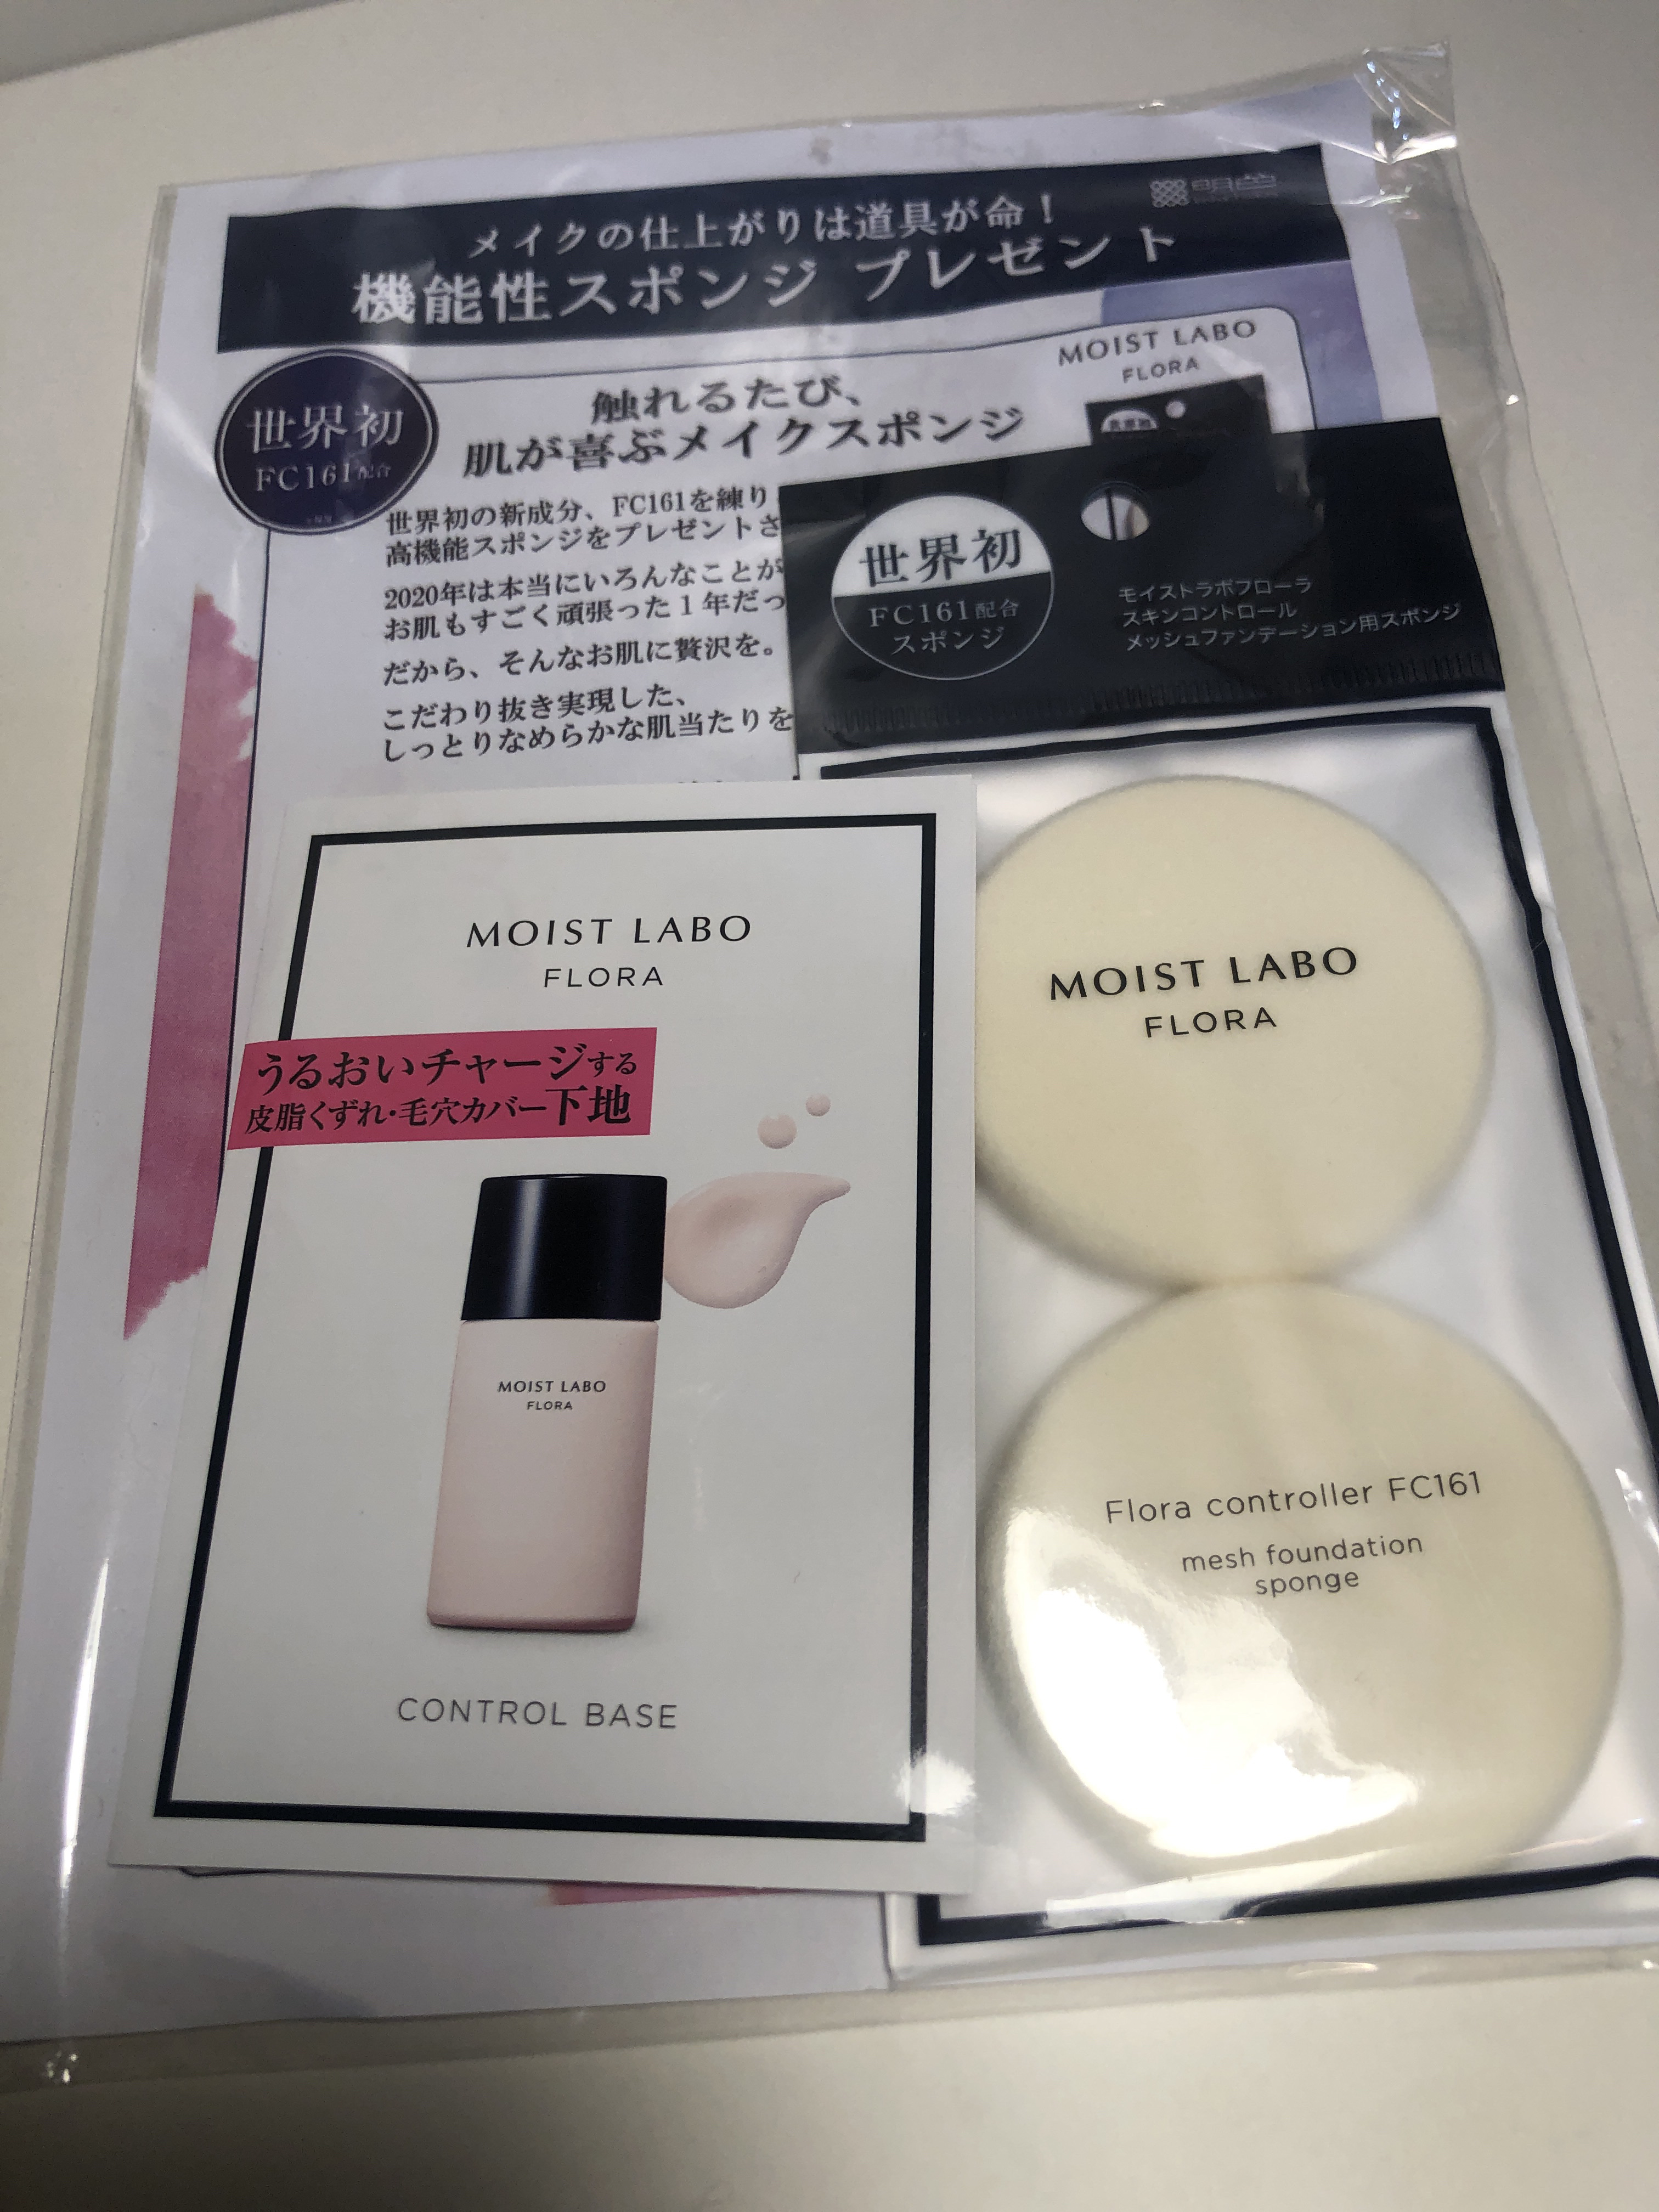 明色
メイクの仕上がりは道具が命！
機能性スポンジ プレゼント
世界初
FC161配合
触れるたび、
肌が喜ぶメイクスポンジ
MOIST LABO
FLORA
世界初の新成分、FC161を練り
高機能スポンジをプレゼントさ
2020年は本当にいろんなことが
お肌もすごく頑張った1年だっ
だから、そんなお肌に贅沢を。
こだわり抜き実現した、
しっとりなめらかな肌当たりを
世界初
FC161配合
スポンジ
モイストラボフローラ
スキンコントロール
メッシュファンデーション用スポンジ
MOIST LABO
FLORA
うるおいチャージする
皮脂くずれ・毛穴カバー下地
MOIST LABO
FLORA
CONTROL BASE
MOIST LABO
FLORA
Flora controller FC161
mesh foundation
sponge